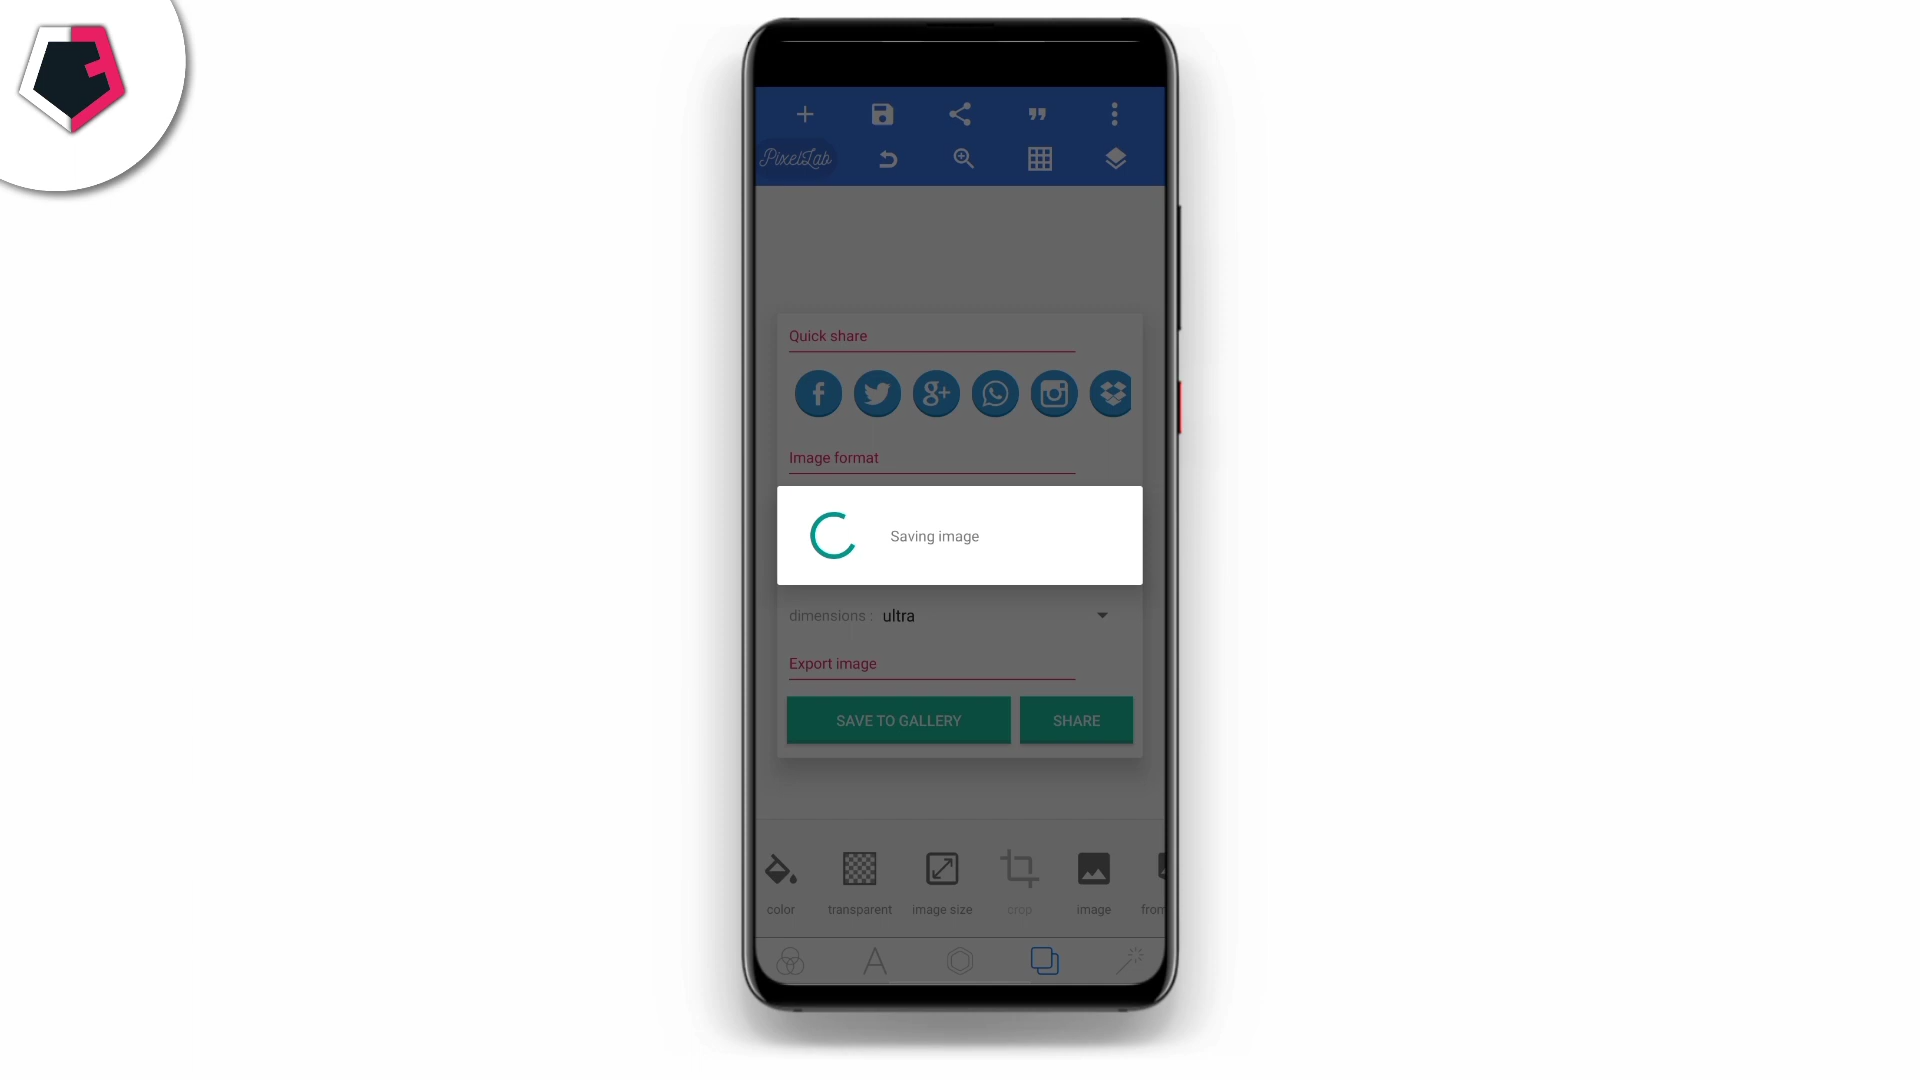 PixelLab
Quick share
Image format
Saving image
dimensions : ultra
Export image
SAVE TO GALLERY SHARE
color transparent image size crop image from